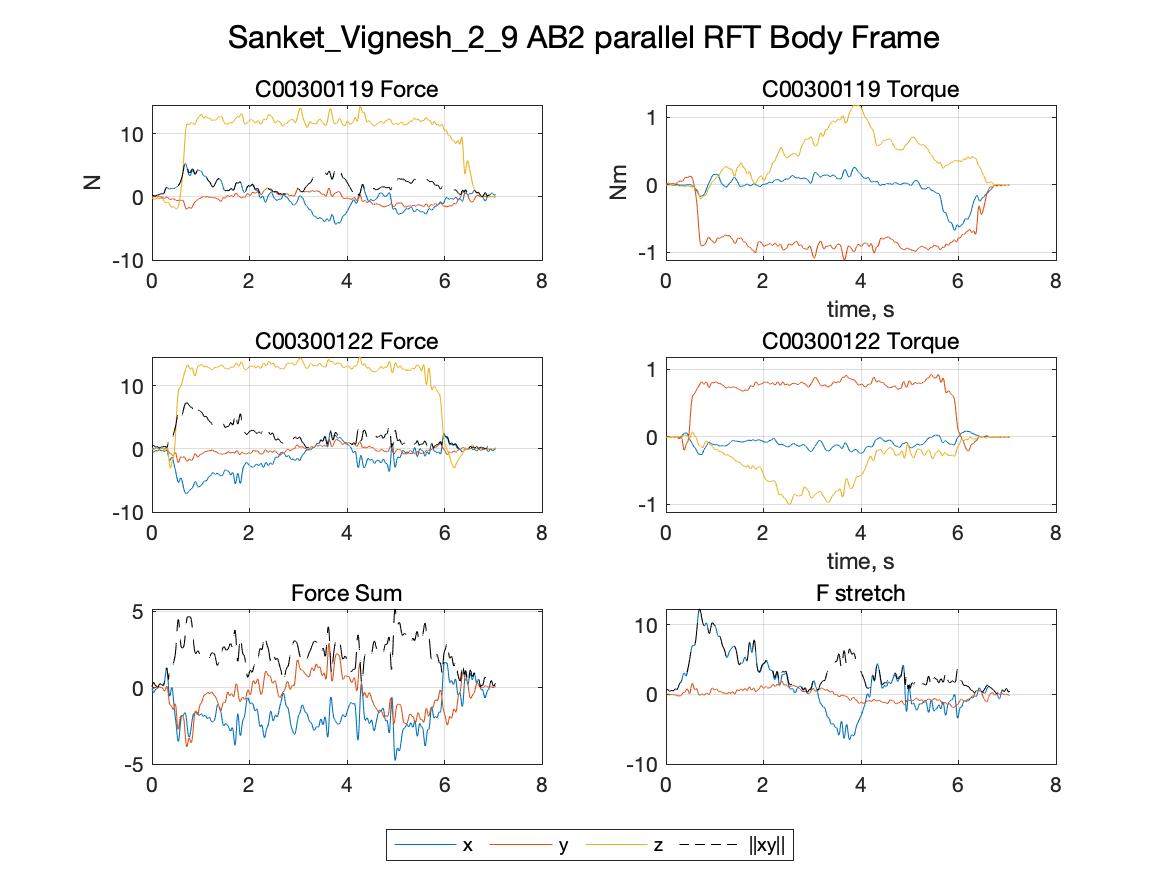 Sanket_Vignesh_2_9 AB2 parallel RFT Body Frame
C00300119 Force
N
10
0
-10
0 2 4 6 8
C00300119 Torque
Nm
1
0
-1
0 2 4 6 8
time, s
C00300122 Force
10
0
-10
0 2 4 6 8
C00300122 Torque
1
0
-1
0 2 4 6 8
time, s
Force Sum
5
0
-5
0 2 4 6 8
F stretch
10
0
-10
0 2 4 6 8
x y z ||xy||